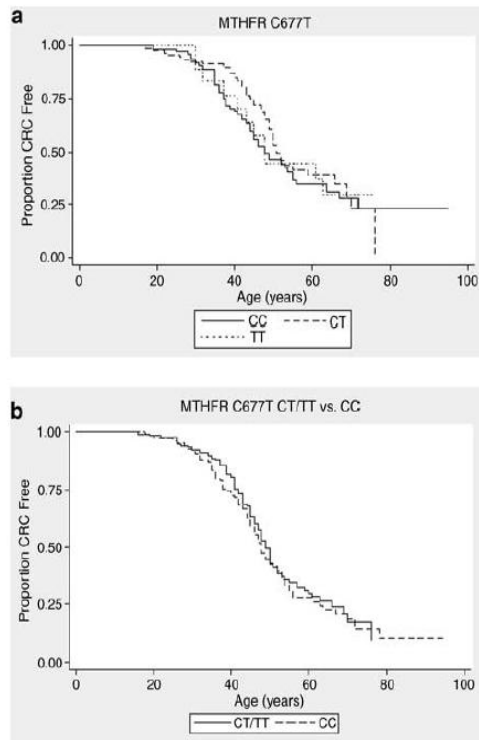 a
MTHFR C677T
Proportion CRC Free
1.00
0.75
0.50
0.25
0.00
0 20 40 60 80 100
Age (years)
CC CT
TT
b
MTHFR C677T CT/TT vs. CC
Proportion CRC Free
1.00
0.75
0.50
0.25
0.00
0 20 40 60 80 100
Age (years)
CT/TT CC